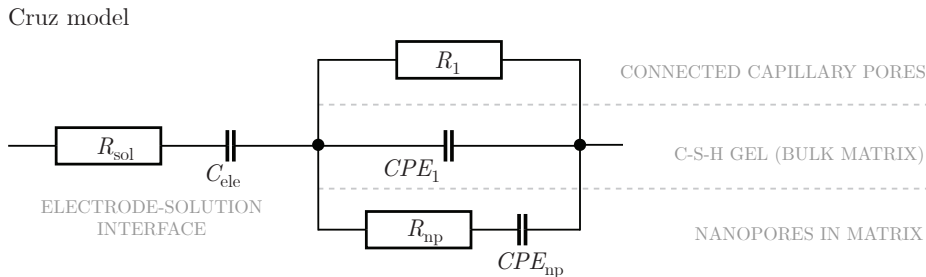 Cruz model
R1
CONNECTED CAPILLARY PORES
Rsol
Cele
CPE1
C-S-H GEL (BULK MATRIX)
ELECTRODE-SOLUTION
INTERFACE
Rnp
CPEnp
NANOPORES IN MATRIX